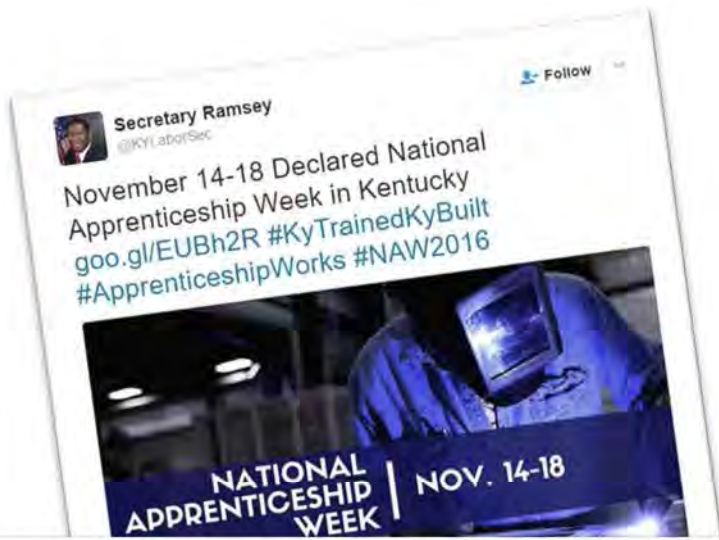 Secretary Ramsey
@KYLaborSec
Follow
November 14-18 Declared National
Apprenticeship Week in Kentucky
goo.gl/EUBh2R #KyTrainedKyBuilt
#ApprenticeshipWorks #NAW2016
NATIONAL
APPRENTICESHIP
WEEK
NOV. 14-18